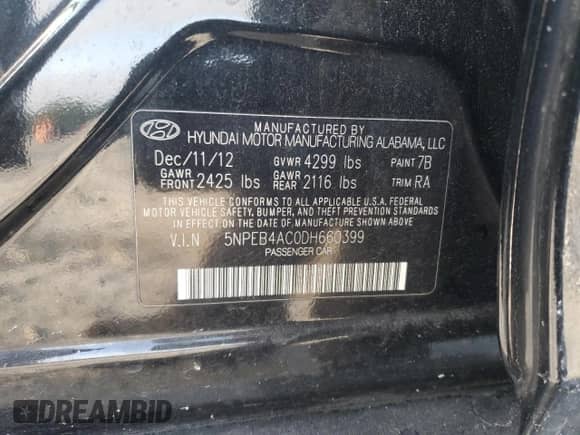 MANUFACTURED BY
HYUNDAI MOTOR MANUFACTURING ALABAMA, LLC
Dec/11/12 GVWR 4299 lbs PAINT 7B
GAWR FRONT 2425 lbs GAWR REAR 2116 lbs TRIM RA
THIS VEHICLE CONFORMS TO ALL APPLICABLE U.S.A. FEDERAL
MOTOR VEHICLE SAFETY, BUMPER, AND THEFT PREVENTION STANDARDS
IN EFFECT ON THE DATE OF MANUFACTURE SHOWN ABOVE.
V.I.N 5NPEB4AC0DH660399
PASSENGER CAR
DREAMBID